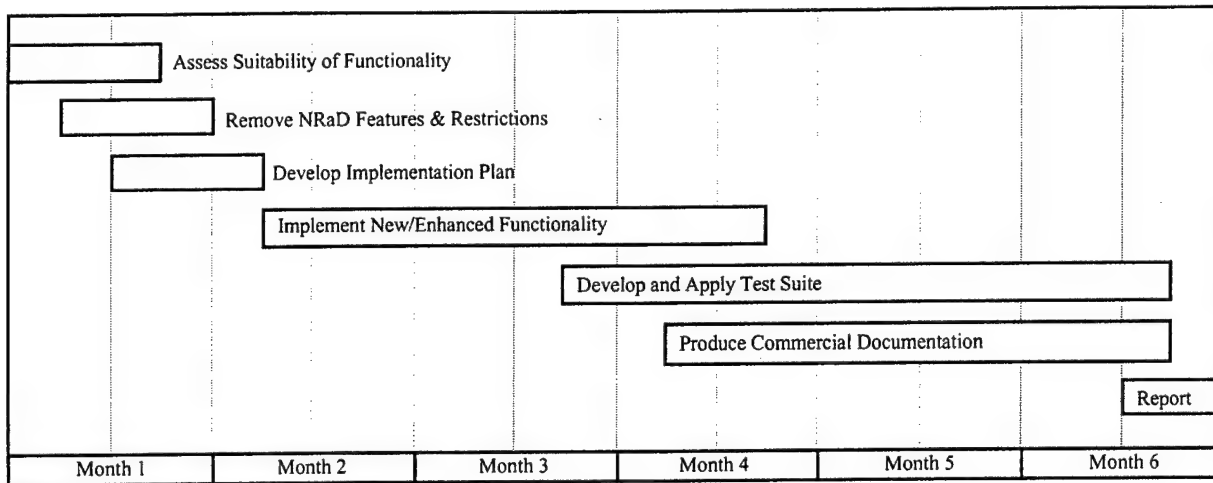 Assess Suitability of Functionality
Remove NRaD Features & Restrictions
Develop Implementation Plan
Implement New/Enhanced Functionality
Develop and Apply Test Suite
Produce Commercial Documentation
Report
Month 1 Month 2 Month 3 Month 4 Month 5 Month 6